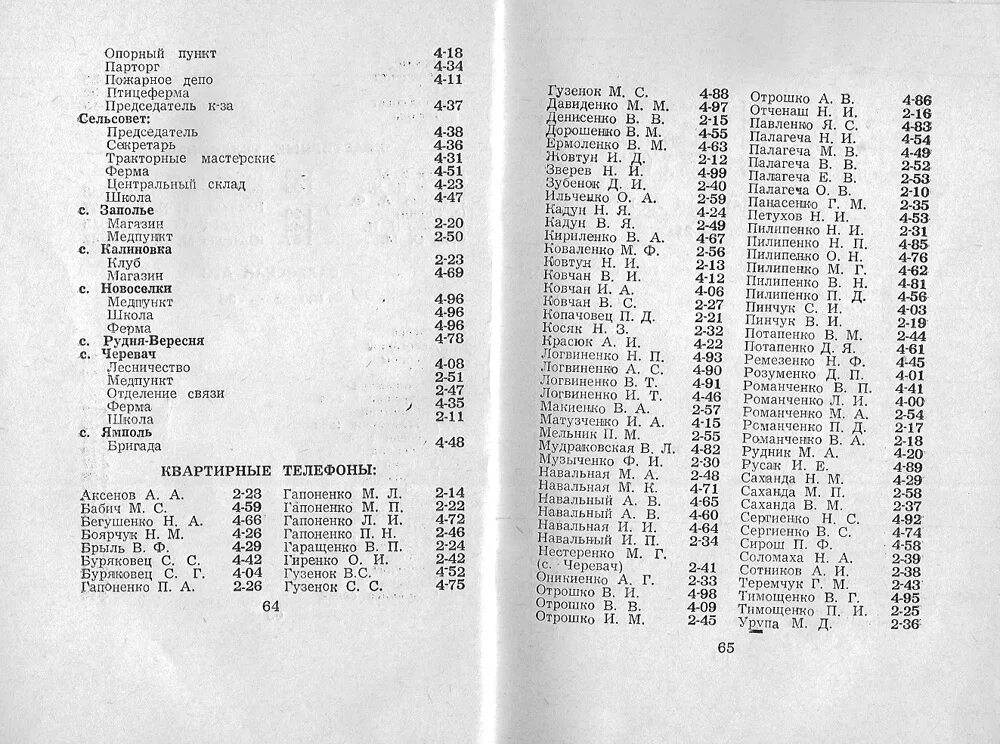 Опорный пункт 4-18
Парторг 4-34
Пожарное депо 4-11
Птицеферма
Председатель к-за 4-37
Сельсовет:
Председатель 4-38
Секретарь 4-36
Тракторные мастерские 4-31
Ферма 4-51
Центральный склад 4-23
Школа 4-47
с. Заполье
Магазин 2-20
Медпункт 2-50
с. Калиновка
Клуб 2-23
Магазин 4-69
с. Новоселки
Медпункт 4-96
Школа 4-96
Ферма 4-96
с. Рудня-Вересня 4-78
с. Черевач
Лесничество 4-08
Медпункт 2-51
Отделение связи 2-47
Ферма 4-35
Школа 2-11
с. Ямполь
Бригада 4-48
КВАРТИРНЫЕ ТЕЛЕФОНЫ:
Аксенов А. А. 2-28
Бабич М. С. 4-59
Бегушенко Н. А. 4-66
Боярчук Н. М. 4-26
Брыль В. Ф. 4-29
Буряковец С. С. 4-42
Буряковец С. Г. 4-04
Гапоненко П. А. 2-26
Гапоненко М. Л. 2-14
Гапоненко М. П. 2-22
Гапоненко Л. И. 4-72
Гапоненко П. Н. 2-46
Гаращенко В. П. 2-24
Гиренко О. И. 2-42
Гузенок В.С. 4-52
Гузенок С. С. 4-75
64
Гузенок М. С. 4-88
Давиденко М. М. 4-97
Денисенко В. В. 2-15
Дорошенко В. М. 4-55
Ермоленко В. М. 4-63
Жовтун И. Д. 2-12
Зверев Н. И. 4-99
Зубенок Д. И. 2-40
Ильченко О. А. 2-59
Кадун Н. Я. 4-24
Кадун В. Я. 2-49
Кириленко В. А. 4-67
Коваленко М. Ф. 2-56
Ковтун Н. И. 2-13
Ковчан В. И. 4-12
Ковчан И. А. 4-06
Ковчан В. С. 2-27
Копачовец П. Д. 2-21
Косяк Н. З. 2-32
Красюк А. И. 4-22
Логвиненко Н. П. 4-93
Логвиненко А. С. 4-90
Логвиненко В. Т. 4-91
Логвиненко И. Т. 4-46
Макиенко В. А. 2-57
Матузченко И. А. 4-15
Мельник П. М. 2-55
Мудраковская В. Л. 4-82
Музыченко Ф. И. 2-30
Навальная М. А. 2-48
Навальная М. К. 4-71
Навальный А. В. 4-65
Навальный А. В. 4-60
Навальная И. И. 4-64
Навальный И. П. 2-34
Нестеренко М. Г.
(с. Черевач) 2-41
Оникиенко А. Г. 2-33
Отрошко В. И. 4-98
Отрошко В. В. 4-09
Отрошко И. М. 2-45
Отрошко А. В. 4-86
Отченаш Н. И. 2-16
Павленко Я. С. 4-83
Палагеча Н. И. 4-54
Палагеча М. В. 4-49
Палагеча В. В. 2-52
Палагеча Е. В. 2-53
Палагеча О. В. 2-10
Панасенко Г. М. 2-35
Петухов Н. И. 4-53
Пилипенко Н. И. 2-31
Пилипенко Н. П. 4-85
Пилипенко О. Н. 4-76
Пилипенко М. Г. 4-62
Пилипенко В. Н. 4-81
Пилипенко П. Д. 4-56
Пинчук С. И. 4-03
Пинчук В. И. 2-19
Потапенко В. М. 2-44
Потапенко Д. Я. 4-61
Ремезенко Н. Ф. 4-45
Розуменко Д. П. 4-01
Романченко В. П. 4-41
Романченко Л. И. 4-00
Романченко М. А. 2-54
Романченко П. Д. 2-17
Романченко В. А. 2-18
Рудник М. А. 4-20
Русак И. Е. 4-89
Саханда Н. М. 4-29
Саханда М. П. 2-58
Саханда В. М. 2-37
Сергиенко Н. С. 4-92
Сергиенко В. С. 4-74
Сирош П. Ф. 4-58
Соломаха Н. А. 2-39
Сотников А. И. 2-38
Теремчук Г. М. 2-43
Тимощенко В. Г. 4-95
Тимощенко П. И. 2-25
Урупа М. Д. 2-36
65